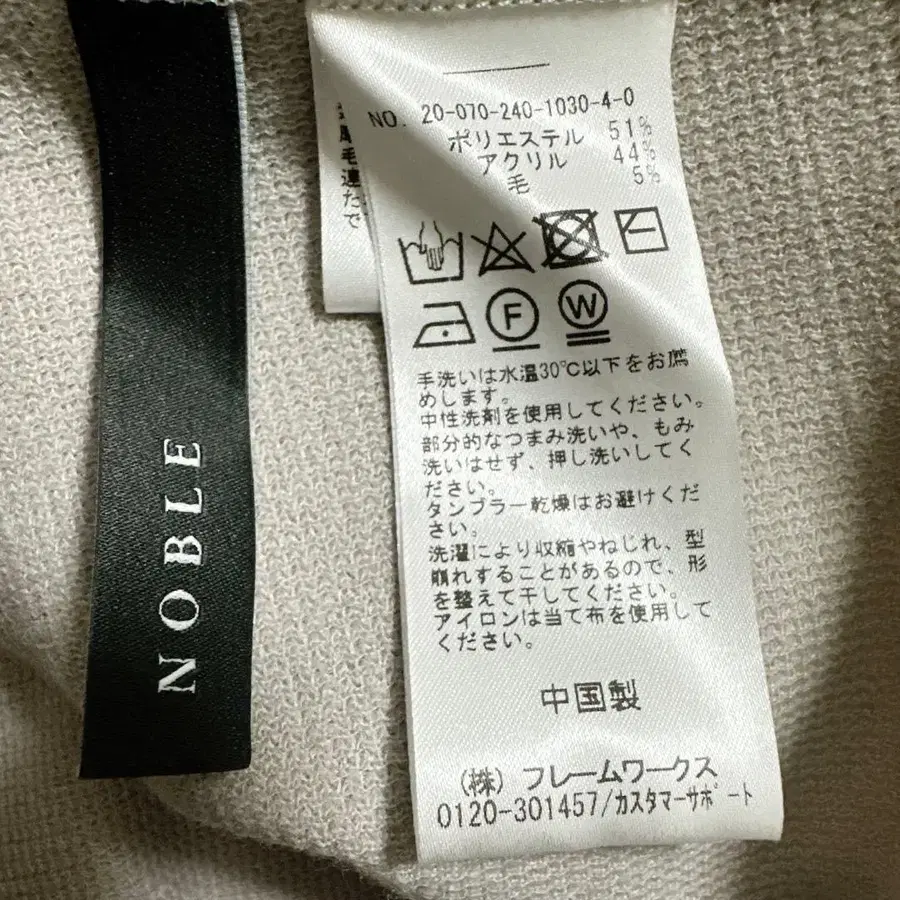 NOBLE
NO. 20-070-240-1030-4-0
ポリエステル 51%
アクリル 44%
毛 5%
F
W
手洗いは水温30℃以下をお薦
めします。
中性洗剤を使用してください。
部分的なつまみ洗いや、もみ
洗いはせず、押し洗いしてく
ださい。
タンブラー乾燥はお避けくだ
さい。
洗濯により収縮やねじれ、型
崩れすることがあるので、形
を整えて干してください。
アイロンは当て布を使用して
ください。
中国製
(株) フレームワークス
0120-301457/カスタマーサポート
毛
連
た
で